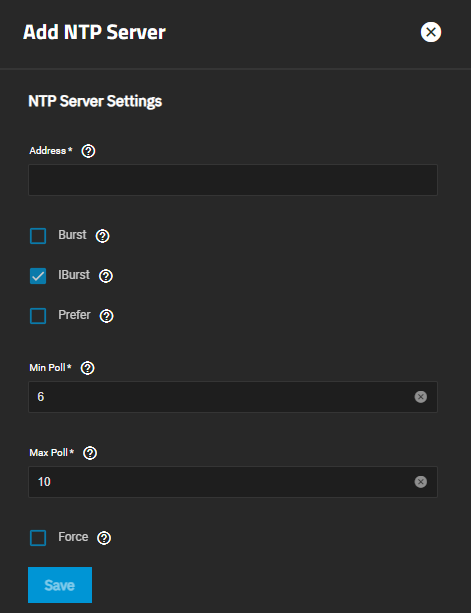 Add NTP Server
NTP Server Settings
Address*
Burst
IBurst
Prefer
Min Poll*
6
Max Poll*
10
Force
Save